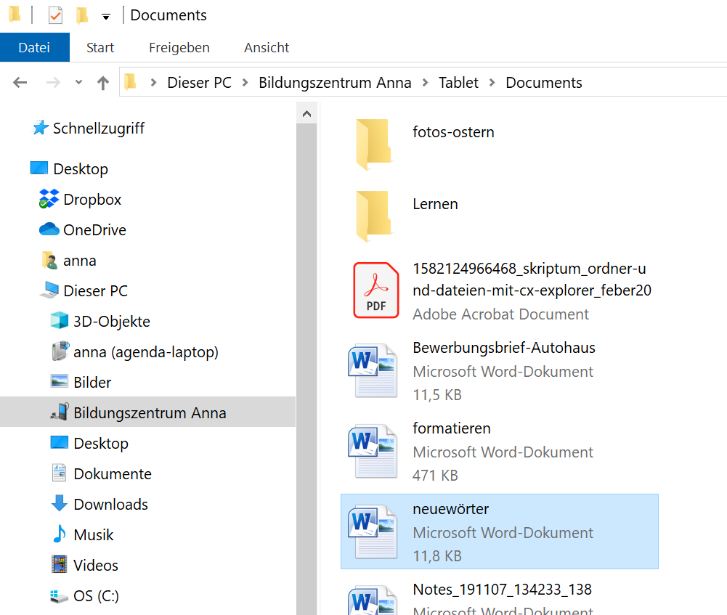 Documents
Datei Start Freigeben Ansicht
Dieser PC Bildungszentrum Anna Tablet Documents
Schnellzugriff
Desktop
Dropbox
OneDrive
anna
Dieser PC
3D-Objekte
anna (agenda-laptop)
Bilder
Bildungszentrum Anna
Desktop
Dokumente
Downloads
Musik
Videos
OS (C:)
fotos-ostern
Lernen
PDF
1582124966468_skriptum_ordner-u
nd-dateien-mit-cx-explorer_feber20
Adobe Acrobat Document
Bewerbungsbrief-Autohaus
Microsoft Word-Dokument
11,5 KB
formatieren
Microsoft Word-Dokument
471 KB
neuewörter
Microsoft Word-Dokument
11,8 KB
Notes_191107_134233_138
Microsoft Word-Dokument